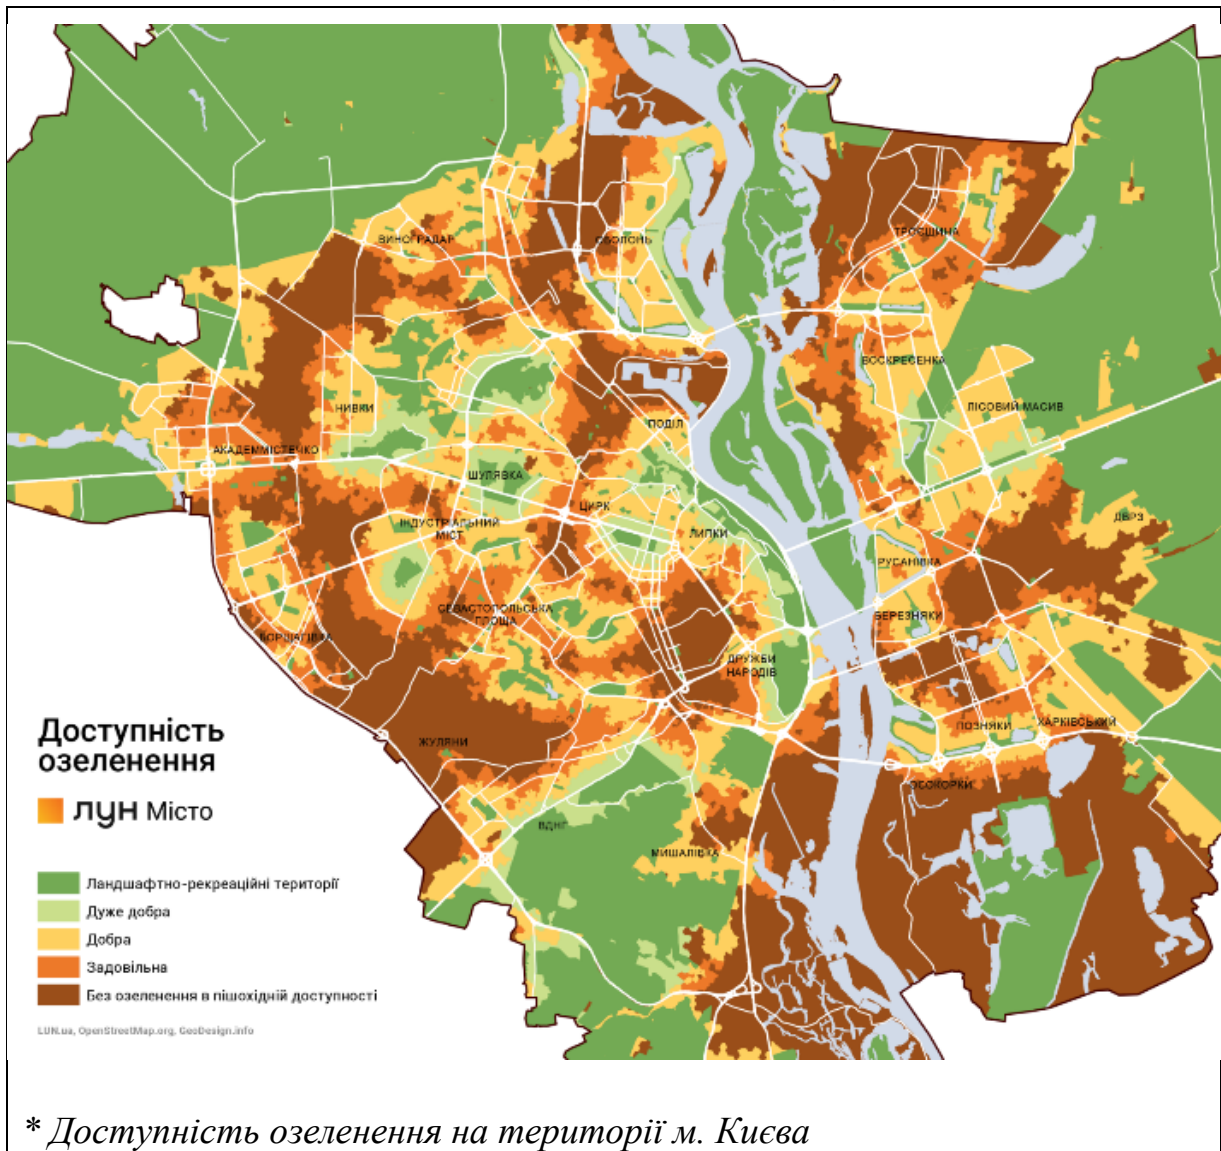 ВИНОГРАДАР
ОБОЛОНЬ
ТРОЄЩИНА
ВОСКРЕСЕНКА
НИВКИ
ЛІСОВИЙ МАСИВ
ПОДІЛ
АКАДЕММІСТЕЧКО
ШУЛЯВКА
ЦИРК
ІНДУСТРІАЛЬНИЙ
МІСТ
ЛИПКИ
ДВРЗ
РУСАНІВКА
СЕВАСТОПОЛЬСЬКА
ПЛОЩА
БЕРЕЗНЯКИ
БОРЩАГІВКА
ДРУЖБИ
НАРОДІВ
Доступність
озеленення
ПОЗНЯКИ
ХАРКІВСЬКИЙ
ЖУЛЯНИ
ОСОКОРКИ
ЛУН Місто
ВДНГ
МИШАЛІВКА
Ландшафтно-рекреаційні території
Дуже добра
Добра
Задовільна
Без озеленення в пішохідній доступності
LUN.ua, OpenStreetMap.org, GeoDesign.info
* Доступність озеленення на території м. Києва